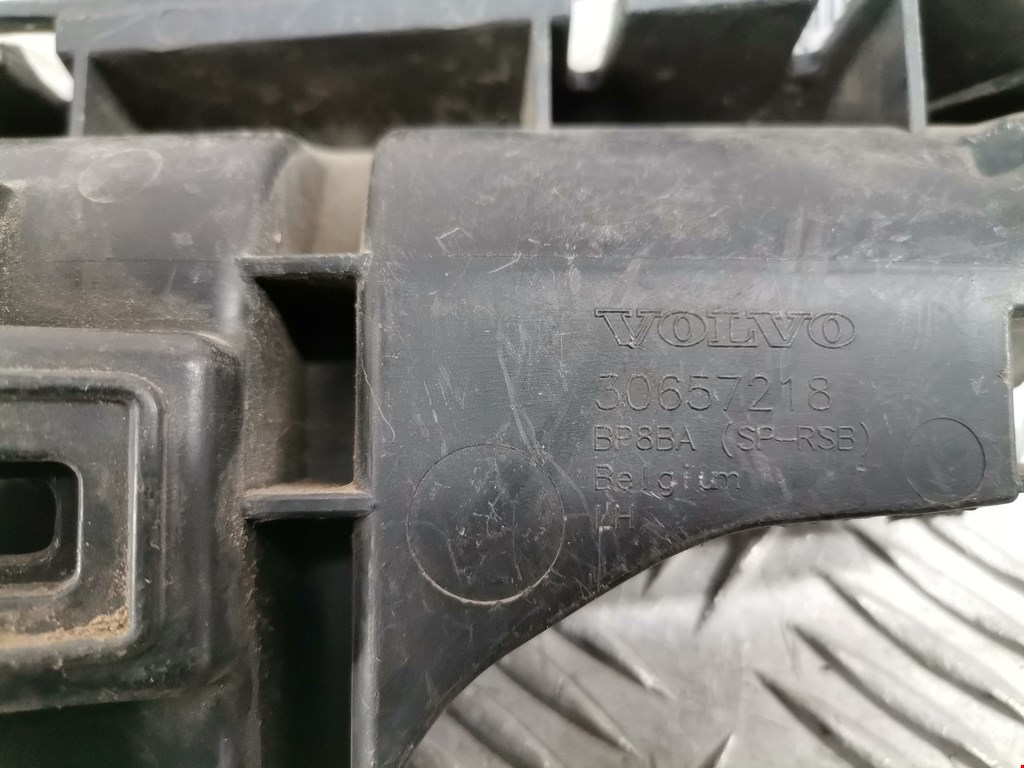 VOLVO
30657218
BP8BA (SP-RSB)
Belgium
LH